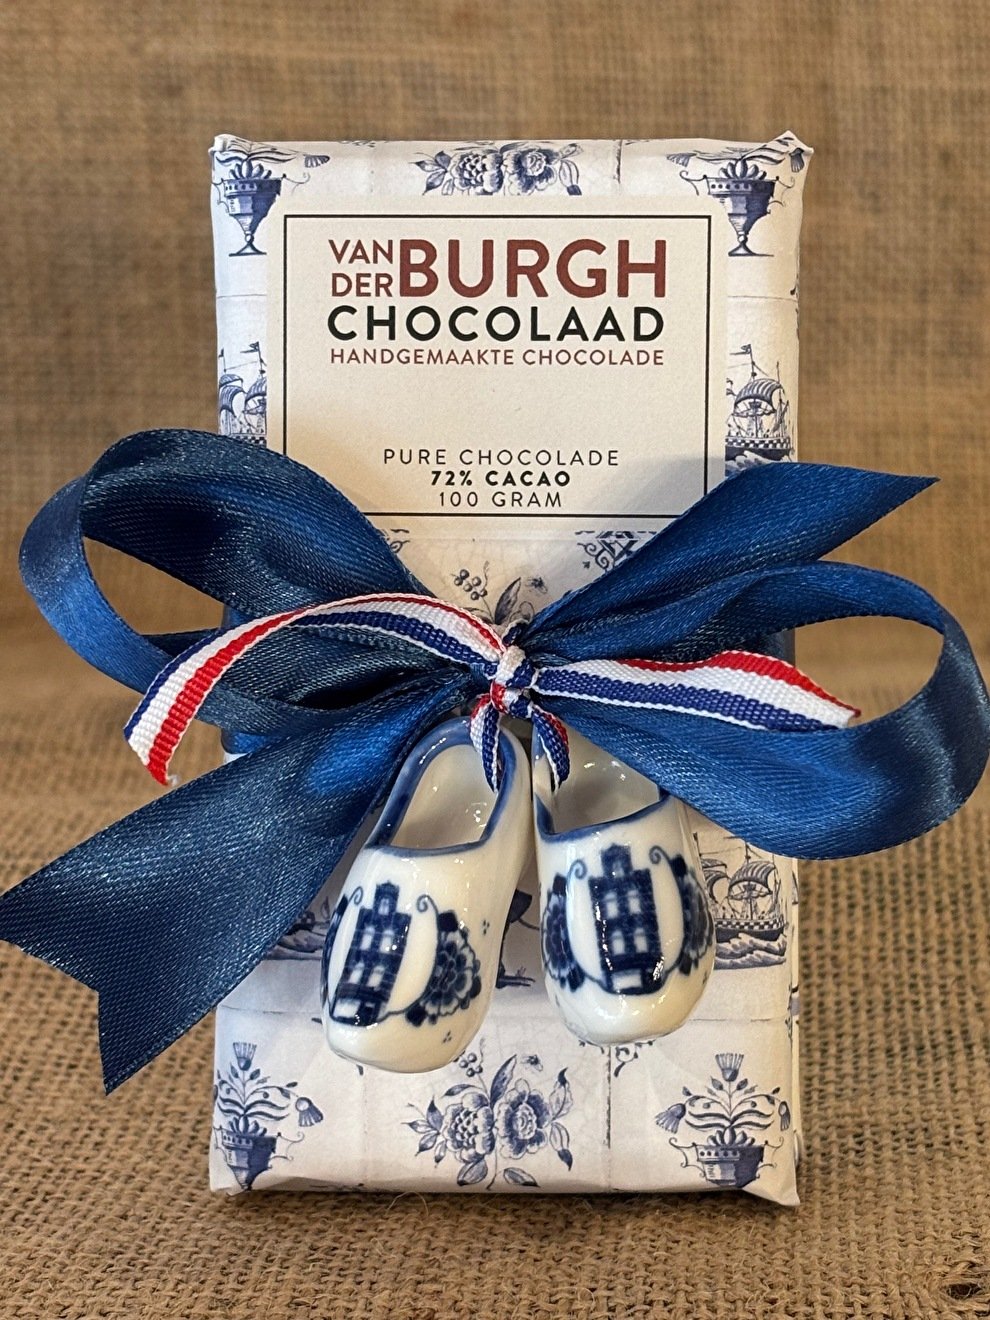 VAN DER BURGH
CHOCOLAAD
HANDGEMAAKTE CHOCOLADE
PURE CHOCOLADE
72% CACAO
100 GRAM